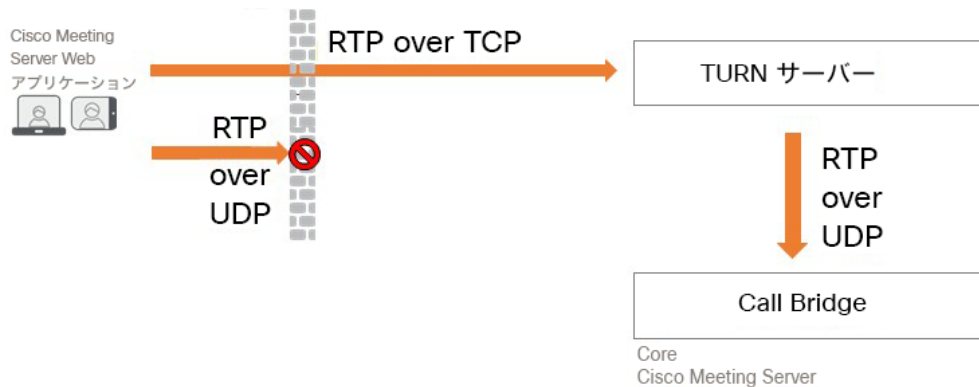 Cisco Meeting
Server Web
アプリケーション
RTP over TCP
TURN サーバー
RTP
over
UDP
RTP
over
UDP
Call Bridge
Core
Cisco Meeting Server